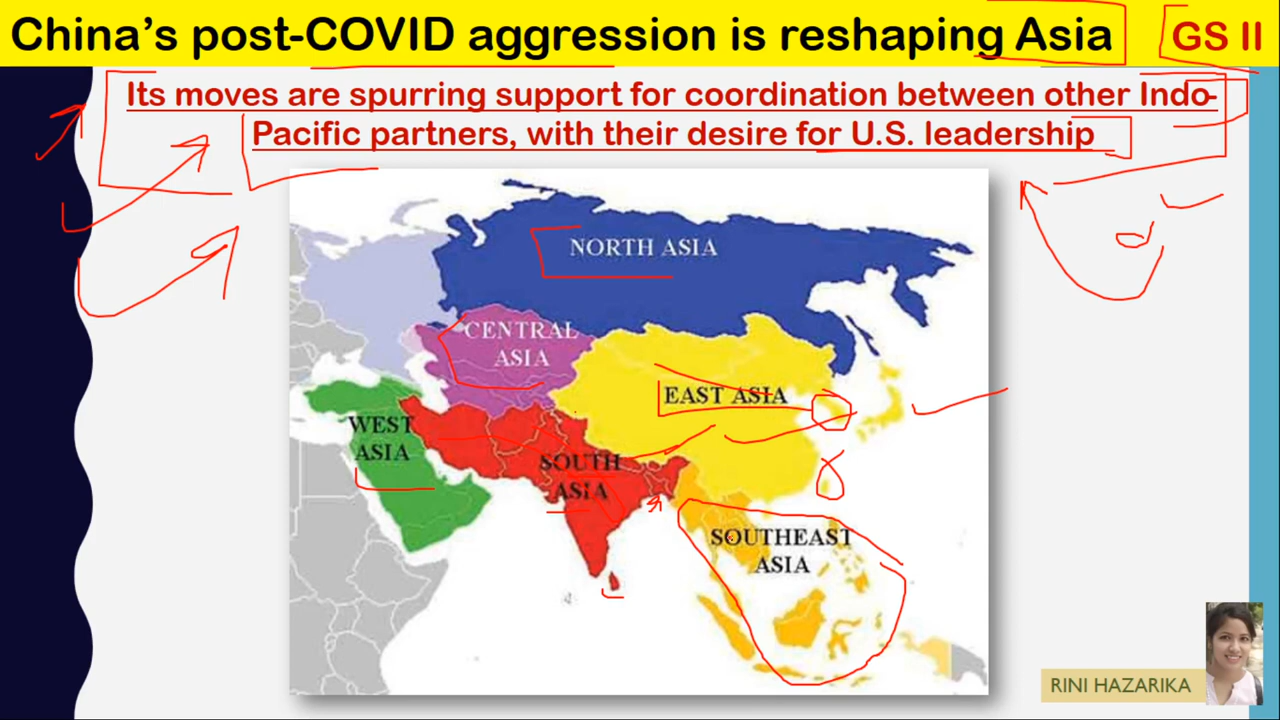 China's post-COVID aggression is reshaping Asia
GS II
Its moves are spurring support for coordination between other Indo-
Pacific partners, with their desire for U.S. leadership
NORTH ASIA
CENTRAL
ASIA
EAST ASIA
WEST
ASIA
SOUTH
ASIA
SOUTHEAST
ASIA
RINI HAZARIKA